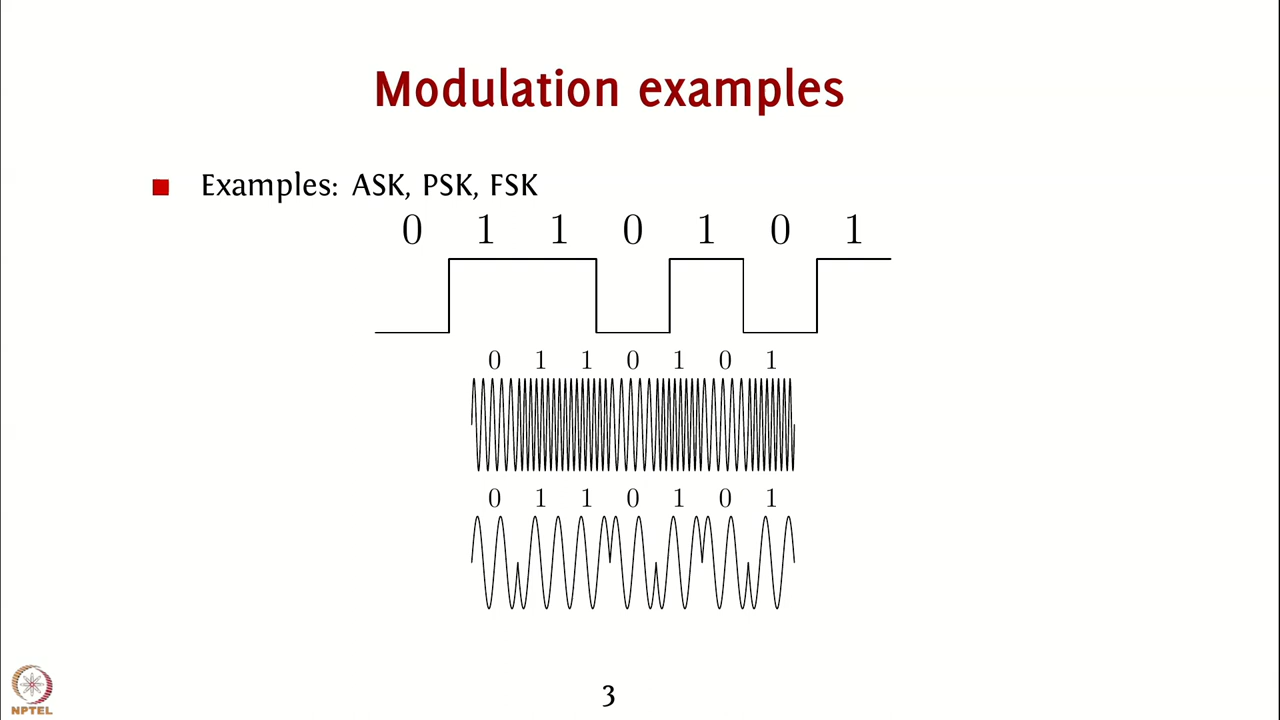 Modulation examples
Examples: ASK, PSK, FSK
0 1 1 0 1 0 1
0 1 1 0 1 0 1
0 1 1 0 1 0 1
NPTEL
3